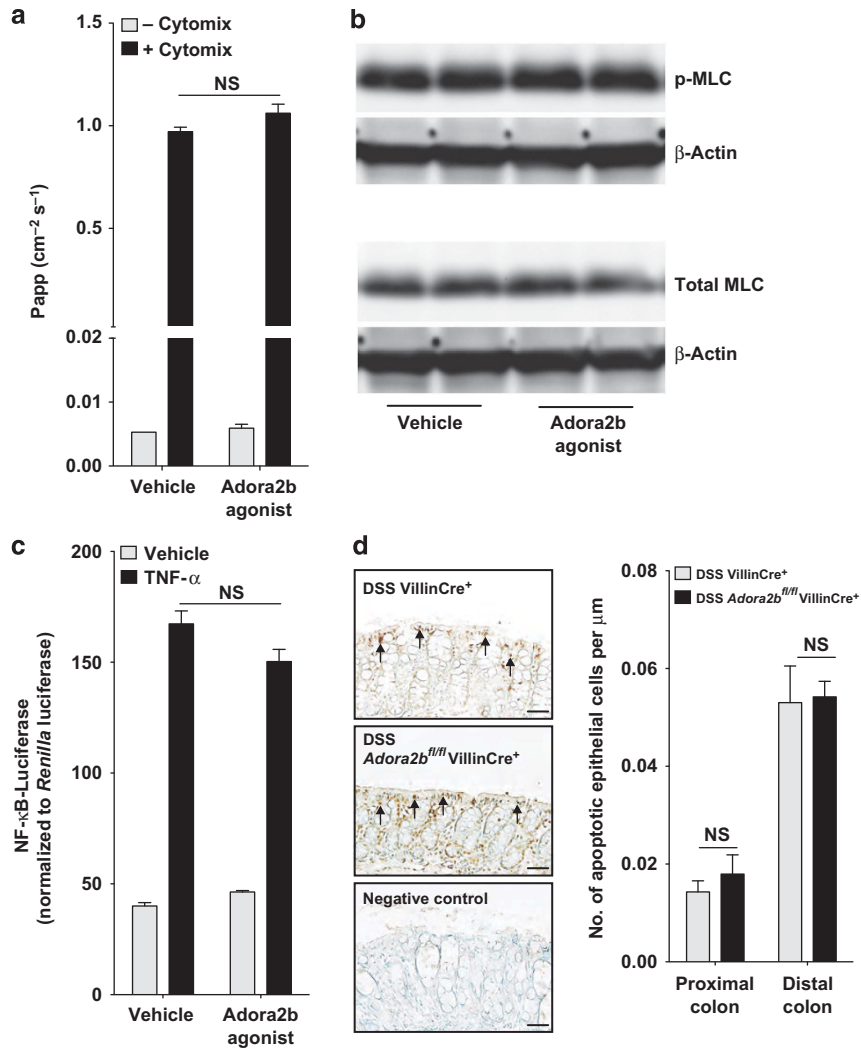 a
– Cytomix
+ Cytomix
NS
1.5
1.0
0.5
0.02
0.01
0.00
Papp (cm⁻² s⁻¹)
Vehicle
Adora2b
agonist
b
p-MLC
β-Actin
Total MLC
β-Actin
Vehicle
Adora2b
agonist
c
Vehicle
TNF-α
NS
200
150
100
50
0
NF-κB-Luciferase
(normalized to Renilla luciferase)
Vehicle
Adora2b
agonist
d
DSS VillinCre⁺
DSS
Adora2bᶠˡ/ᶠˡ VillinCre⁺
Negative control
DSS VillinCre⁺
DSS Adora2bᶠˡ/ᶠˡ VillinCre⁺
0.08
0.06
0.04
0.02
0.00
No. of apoptotic epithelial cells per μm
NS
NS
Proximal
colon
Distal
colon